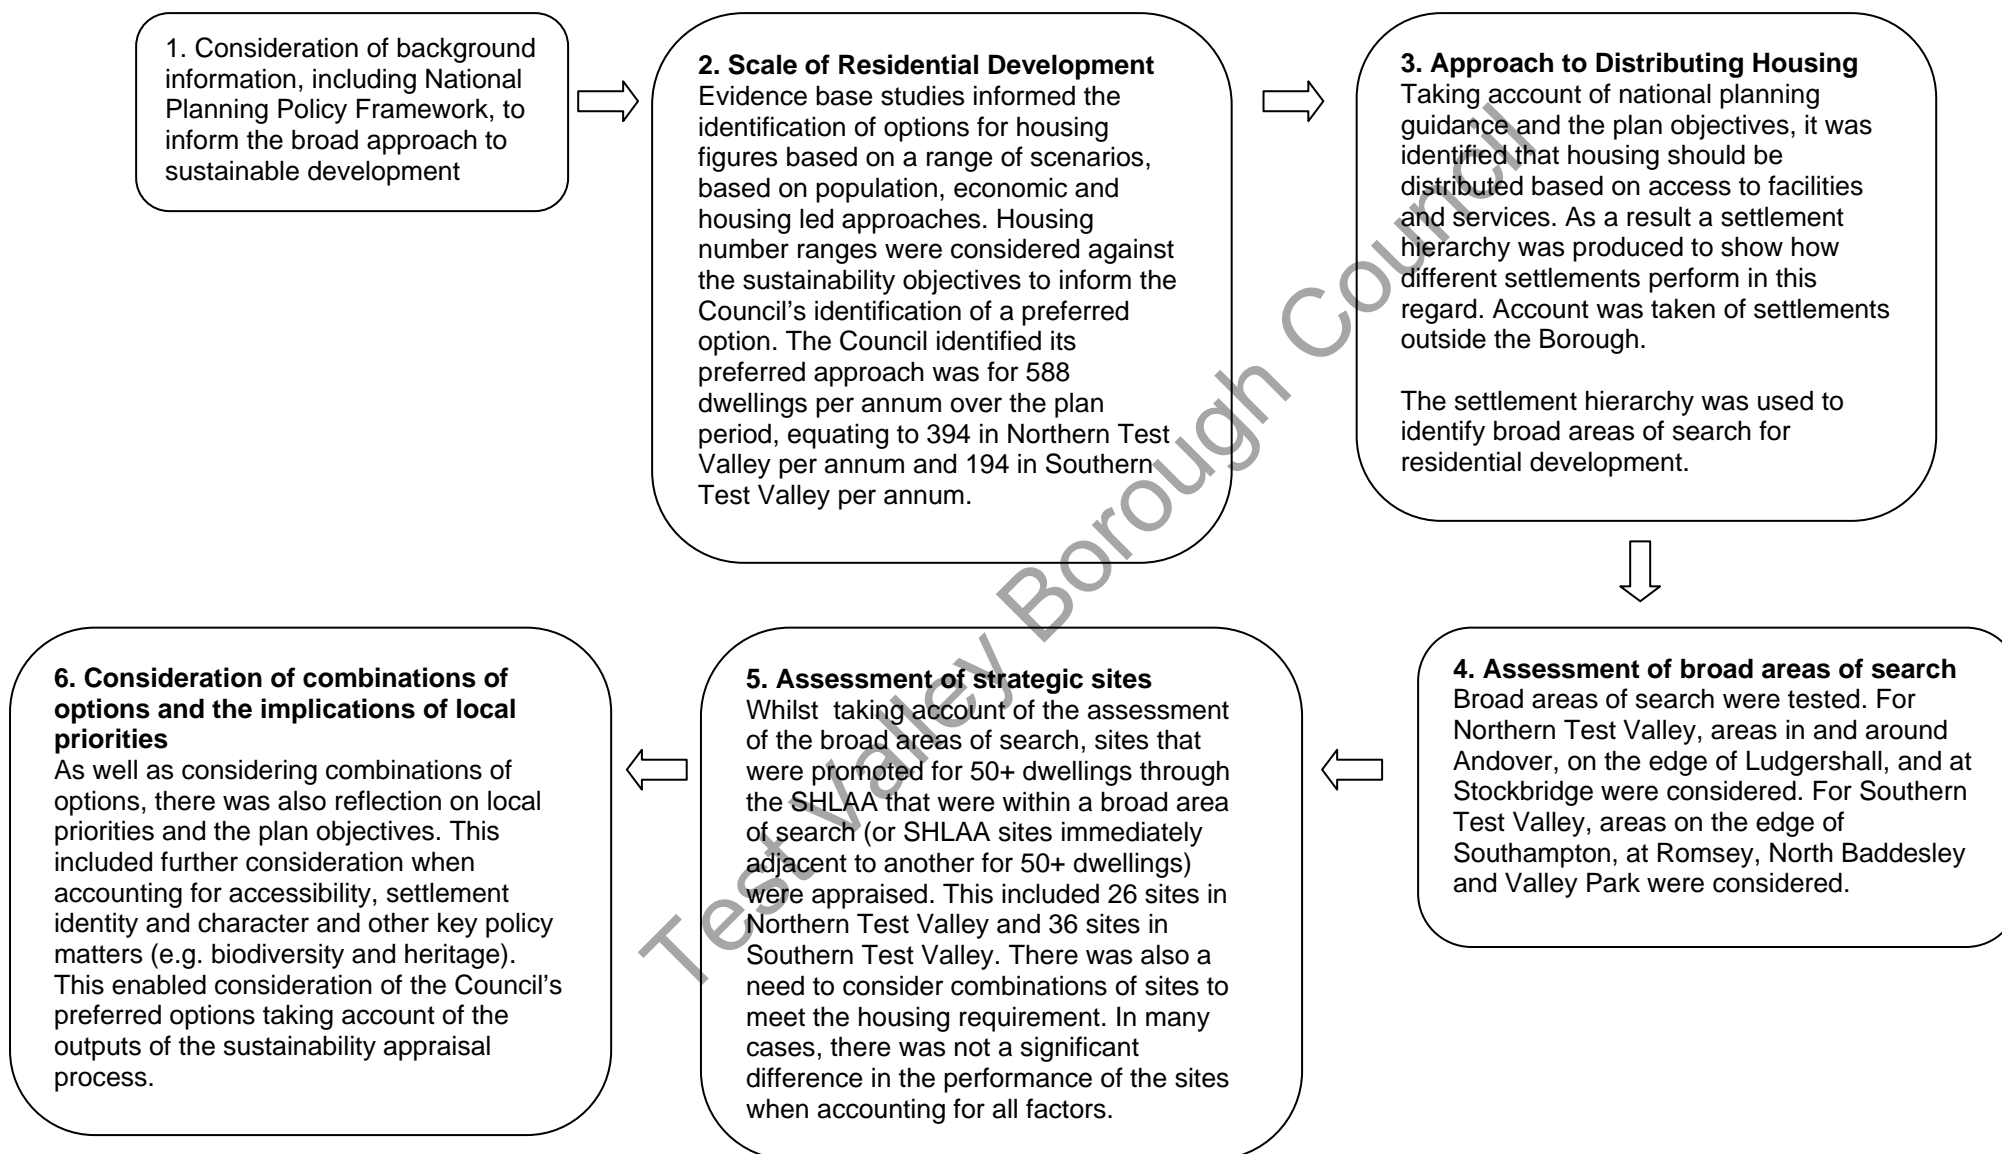 1. Consideration of background
information, including National
Planning Policy Framework, to
inform the broad approach to
sustainable development
2. Scale of Residential Development
Evidence base studies informed the
identification of options for housing
figures based on a range of scenarios,
based on population, economic and
housing led approaches. Housing
number ranges were considered against
the sustainability objectives to inform the
Council's identification of a preferred
option. The Council identified its
preferred approach was for 588
dwellings per annum over the plan
period, equating to 394 in Northern Test
Valley per annum and 194 in Southern
Test Valley per annum.
3. Approach to Distributing Housing
Taking account of national planning
guidance and the plan objectives, it was
identified that housing should be
distributed based on access to facilities
and services. As a result a settlement
hierarchy was produced to show how
different settlements perform in this
regard. Account was taken of settlements
outside the Borough.
The settlement hierarchy was used to
identify broad areas of search for
residential development.
4. Assessment of broad areas of search
Broad areas of search were tested. For
Northern Test Valley, areas in and around
Andover, on the edge of Ludgershall, and at
Stockbridge were considered. For Southern
Test Valley, areas on the edge of
Southampton, at Romsey, North Baddesley
and Valley Park were considered.
5. Assessment of strategic sites
Whilst taking account of the assessment
of the broad areas of search, sites that
were promoted for 50+ dwellings through
the SHLAA that were within a broad area
of search (or SHLAA sites immediately
adjacent to another for 50+ dwellings)
were appraised. This included 26 sites in
Northern Test Valley and 36 sites in
Southern Test Valley. There was also a
need to consider combinations of sites to
meet the housing requirement. In many
cases, there was not a significant
difference in the performance of the sites
when accounting for all factors.
6. Consideration of combinations of
options and the implications of local
priorities
As well as considering combinations of
options, there was also reflection on local
priorities and the plan objectives. This
included further consideration when
accounting for accessibility, settlement
identity and character and other key policy
matters (e.g. biodiversity and heritage).
This enabled consideration of the Council's
preferred options taking account of the
outputs of the sustainability appraisal
process.
Test Valley Borough Council